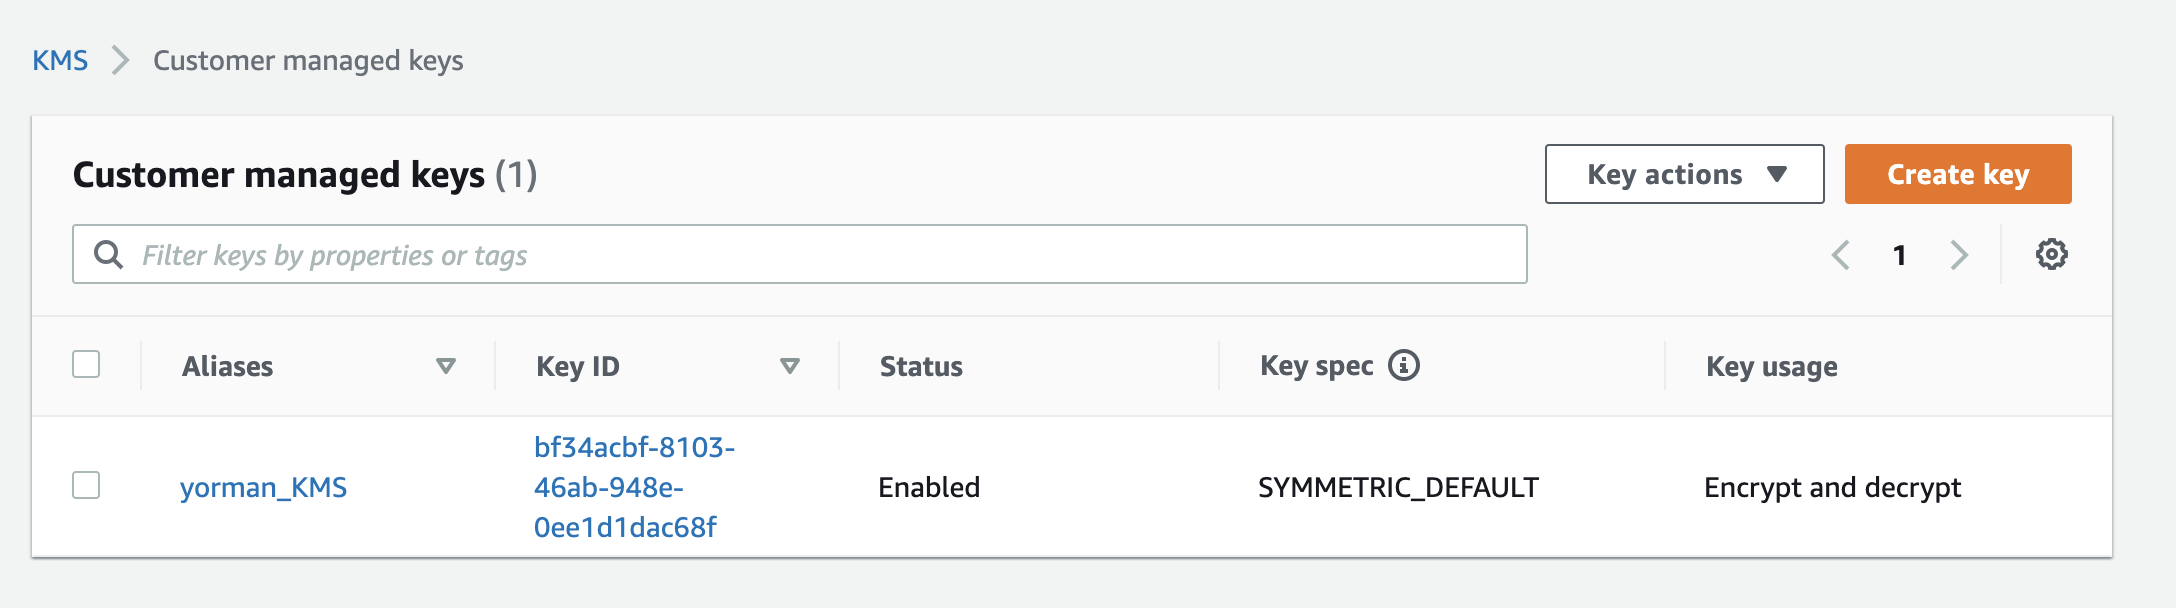 KMS > Customer managed keys
Customer managed keys (1)
Key actions
Create key
Filter keys by properties or tags
1
Aliases Key ID Status Key spec Key usage
yorman_KMS bf34acbf-8103-46ab-948e-0ee1d1dac68f Enabled SYMMETRIC_DEFAULT Encrypt and decrypt